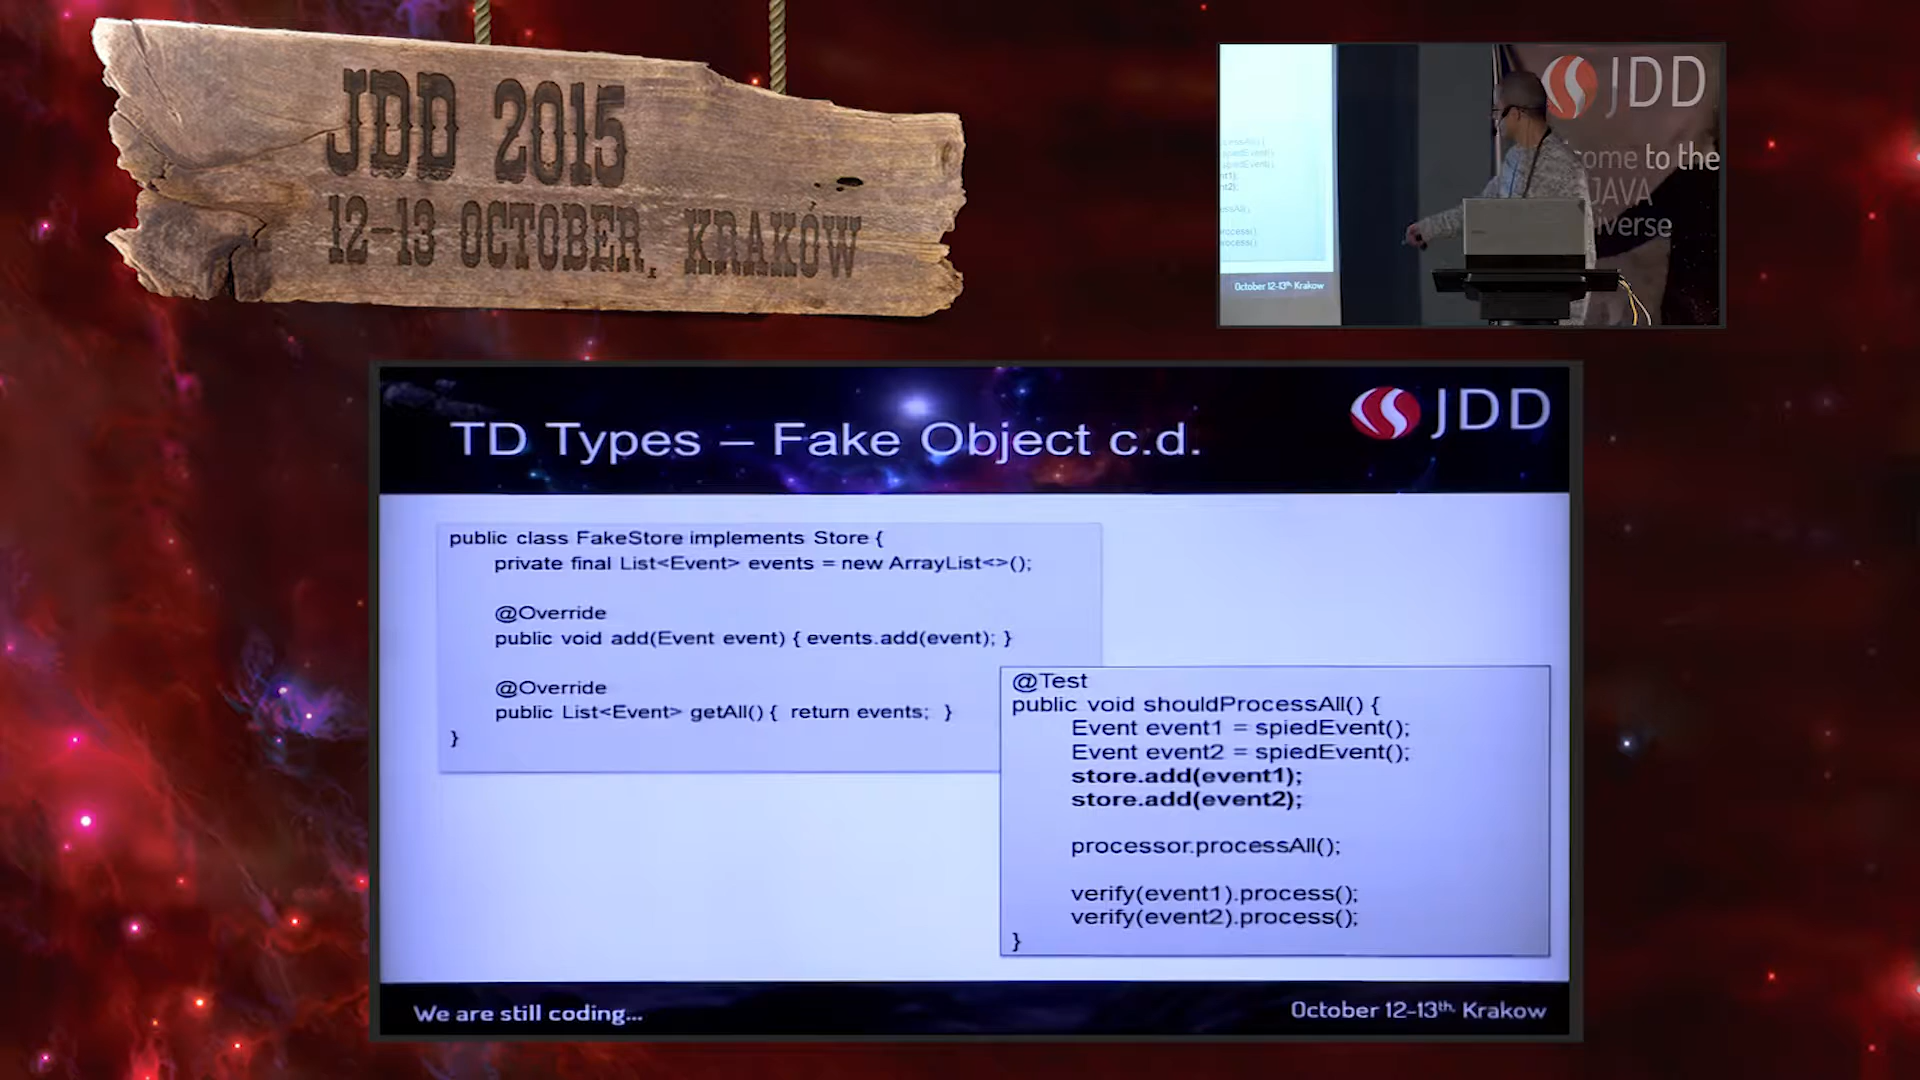 JDD 2015
12-13 OCTOBER, KRAKÓW
JDD
come to the
JAVA
iverse
October 12-13th, Krakow
TD Types – Fake Object c.d.
JDD
public class FakeStore implements Store {
private final List<Event> events = new ArrayList<>();
@Override
public void add(Event event) { events.add(event); }
@Override
public List<Event> getAll() { return events; }
}
@Test
public void shouldProcessAll() {
Event event1 = spiedEvent();
Event event2 = spiedEvent();
store.add(event1);
store.add(event2);
processor.processAll();
verify(event1).process();
verify(event2).process();
}
We are still coding...
October 12-13th, Krakow